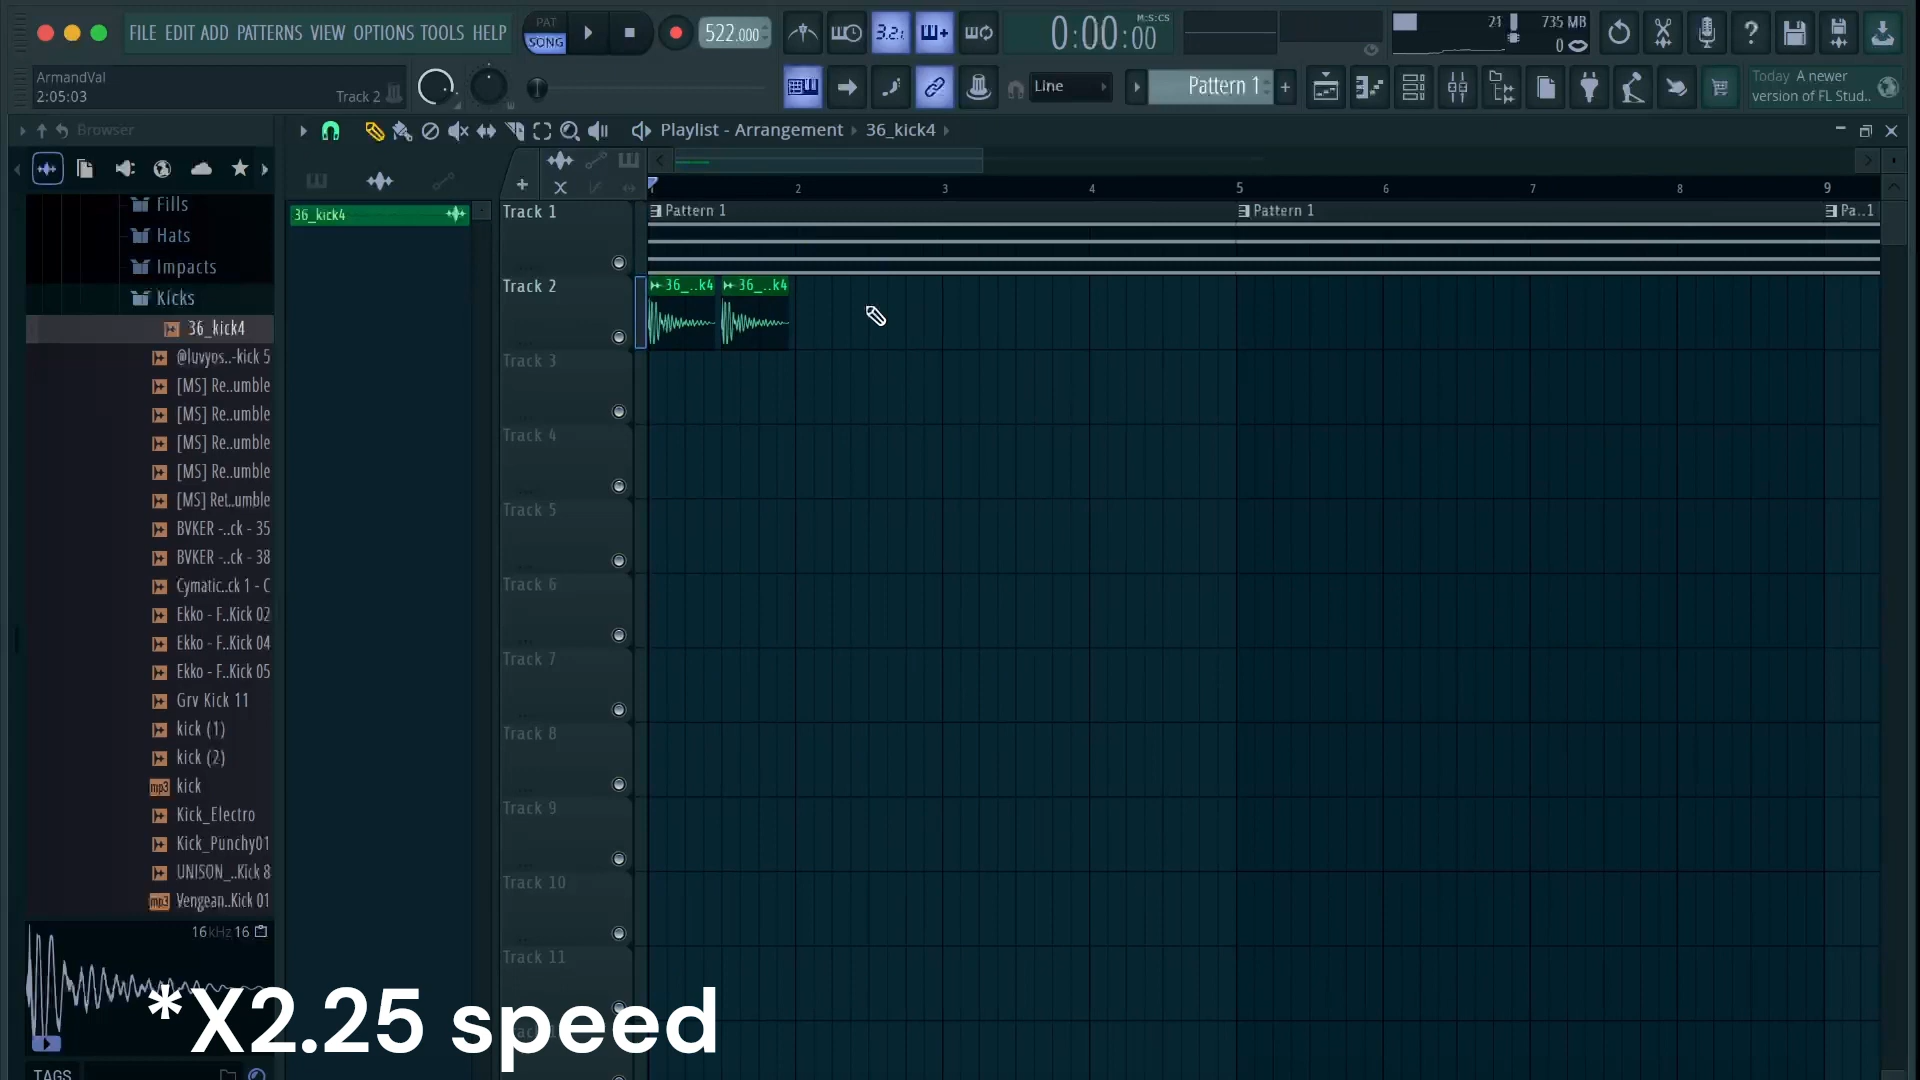 FILE EDIT ADD PATTERNS VIEW OPTIONS TOOLS HELP
PAT
SONG
522.000
3.2.
0:00:00
M:S:CS
21
735 MB
0
ArmandVal
2:05:03
Track 2
Line
Pattern 1
Today A newer
version of FL Stud..
Browser
Playlist - Arrangement
36_kick4
Fills
Hats
Impacts
Kicks
36_kick4
@luvyos..-kick 5
[MS] Re..umble
[MS] Re..umble
[MS] Re..umble
[MS] Re..umble
[MS] Ret..umble
BVKER -..ck - 35
BVKER -..ck - 38
Cymatic..ck 1 - C
Ekko - F..Kick 02
Ekko - F..Kick 04
Ekko - F..Kick 05
Grv Kick 11
kick (1)
kick (2)
mp3 kick
Kick_Electro
Kick_Punchy01
UNISON_..Kick 8
mp3 Vengean..Kick 01
16 kHz 16
TAGS
36_kick4
2 3 4 5 6 7 8 9
Track 1
Pattern 1
Pattern 1
Pa..1
Track 2
36_..k4
36_..k4
Track 3
Track 4
Track 5
Track 6
Track 7
Track 8
Track 9
Track 10
Track 11
*X2.25 speed